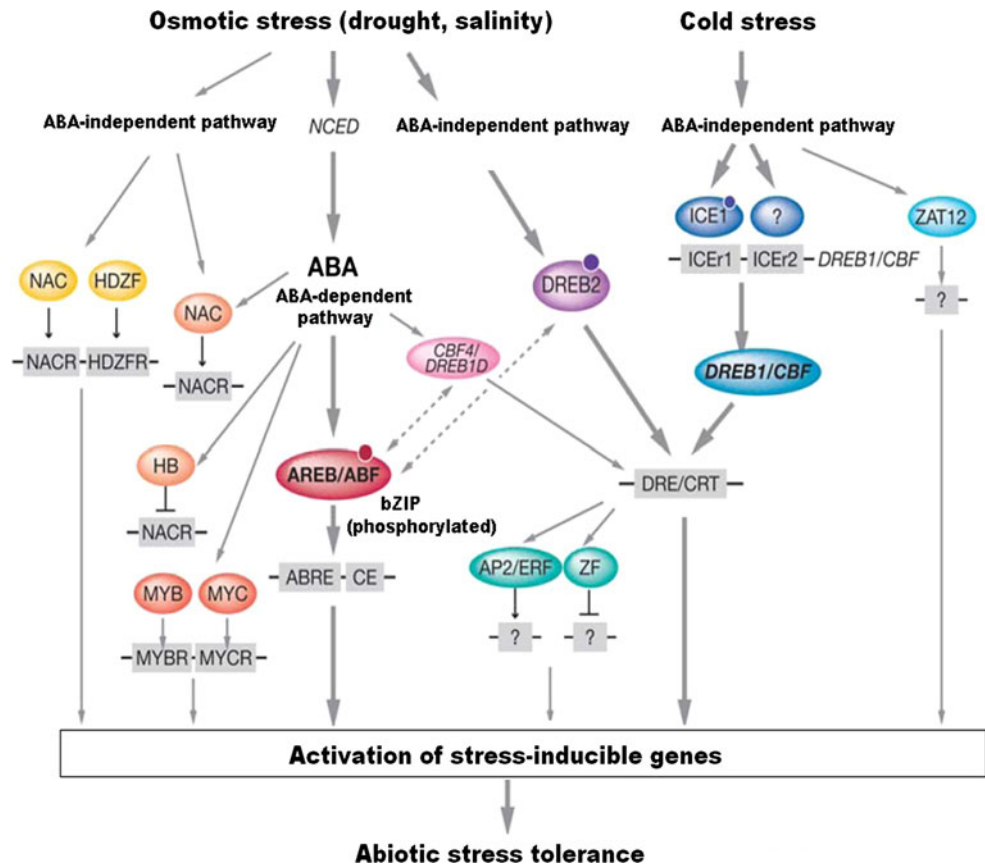 Osmotic stress (drought, salinity)
Cold stress
ABA-independent pathway
NCED
ABA-independent pathway
ABA-independent pathway
ICE1
?
ZAT12
ICEr1
ICEr2
DREB1/CBF
?
NAC
HDZF
NAC
ABA
ABA-dependent
pathway
DREB2
NACR
HDZFR
NACR
CBF4/
DREB1D
DREB1/CBF
HB
NACR
AREB/ABF
bZIP
(phosphorylated)
DRE/CRT
MYB
MYC
ABRE
CE
AP2/ERF
ZF
MYBR
MYCR
?
?
Activation of stress-inducible genes
Abiotic stress tolerance